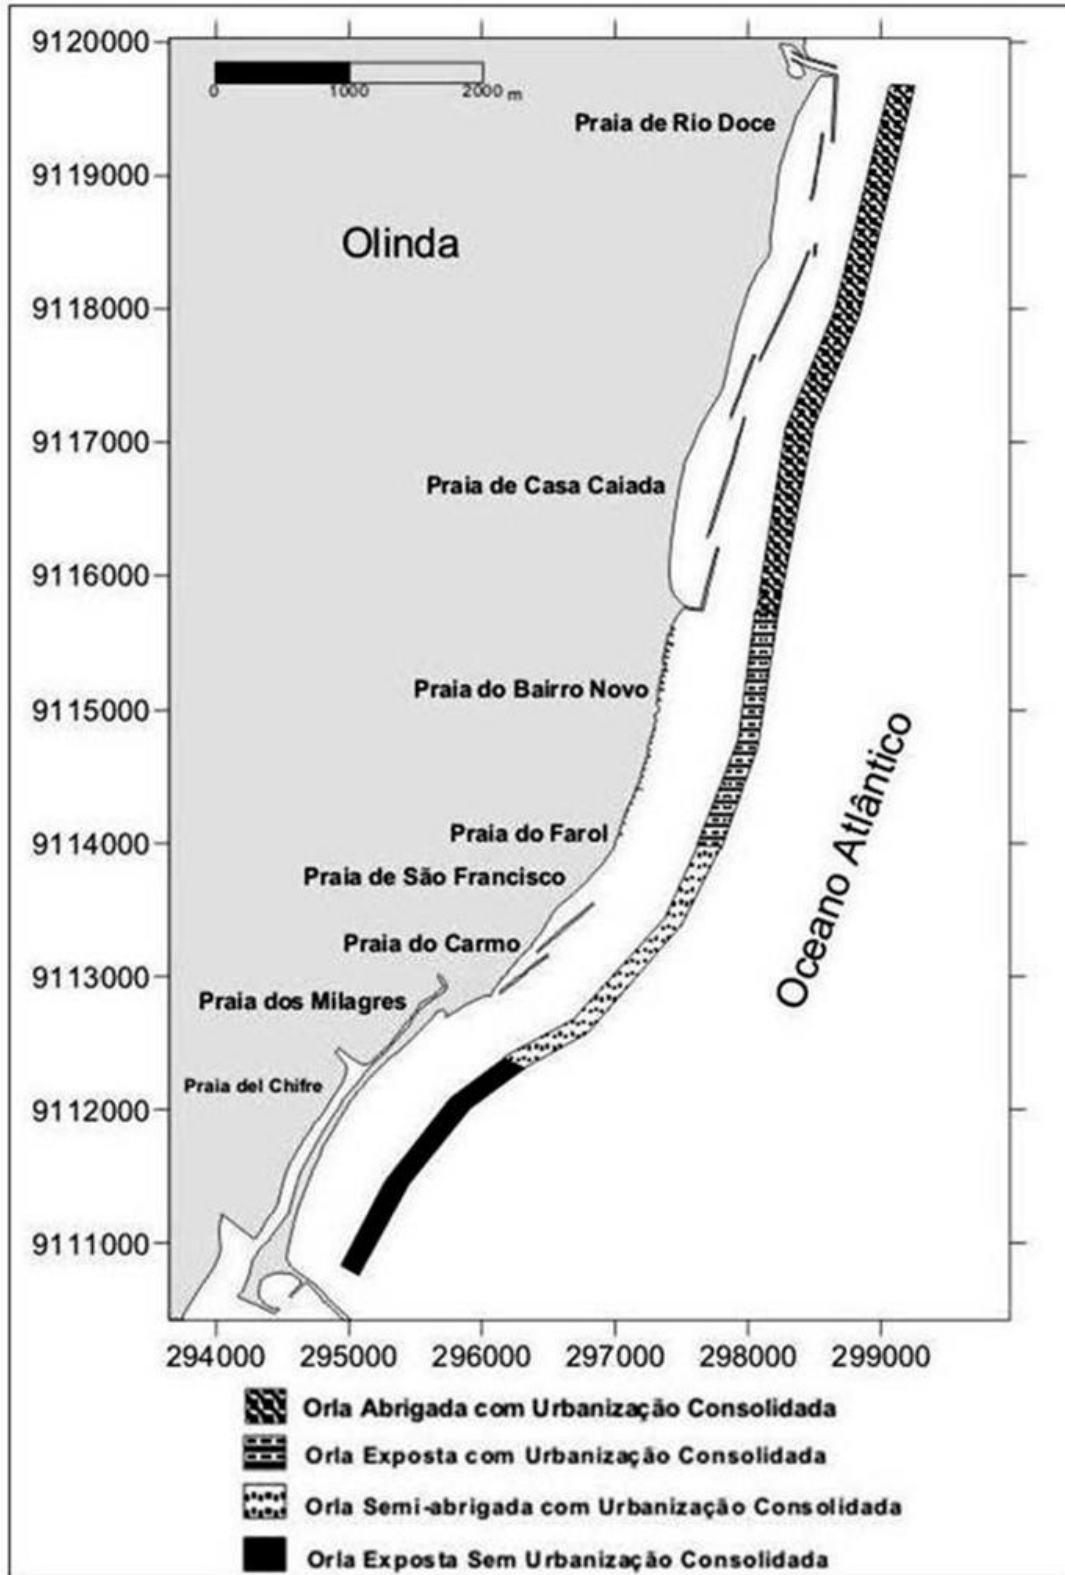 9120000
0 1000 2000 m
Praia de Rio Doce
9119000
Olinda
9118000
9117000
Praia de Casa Caiada
9116000
Praia do Bairro Novo
9115000
Oceano Atlântico
Praia do Farol
9114000
Praia de São Francisco
Praia do Carmo
9113000
Praia dos Milagres
Praia del Chifre
9112000
9111000
294000 295000 296000 297000 298000 299000
Orla Abrigada com Urbanização Consolidada
Orla Exposta com Urbanização Consolidada
Orla Semi-abrigada com Urbanização Consolidada
Orla Exposta Sem Urbanização Consolidada